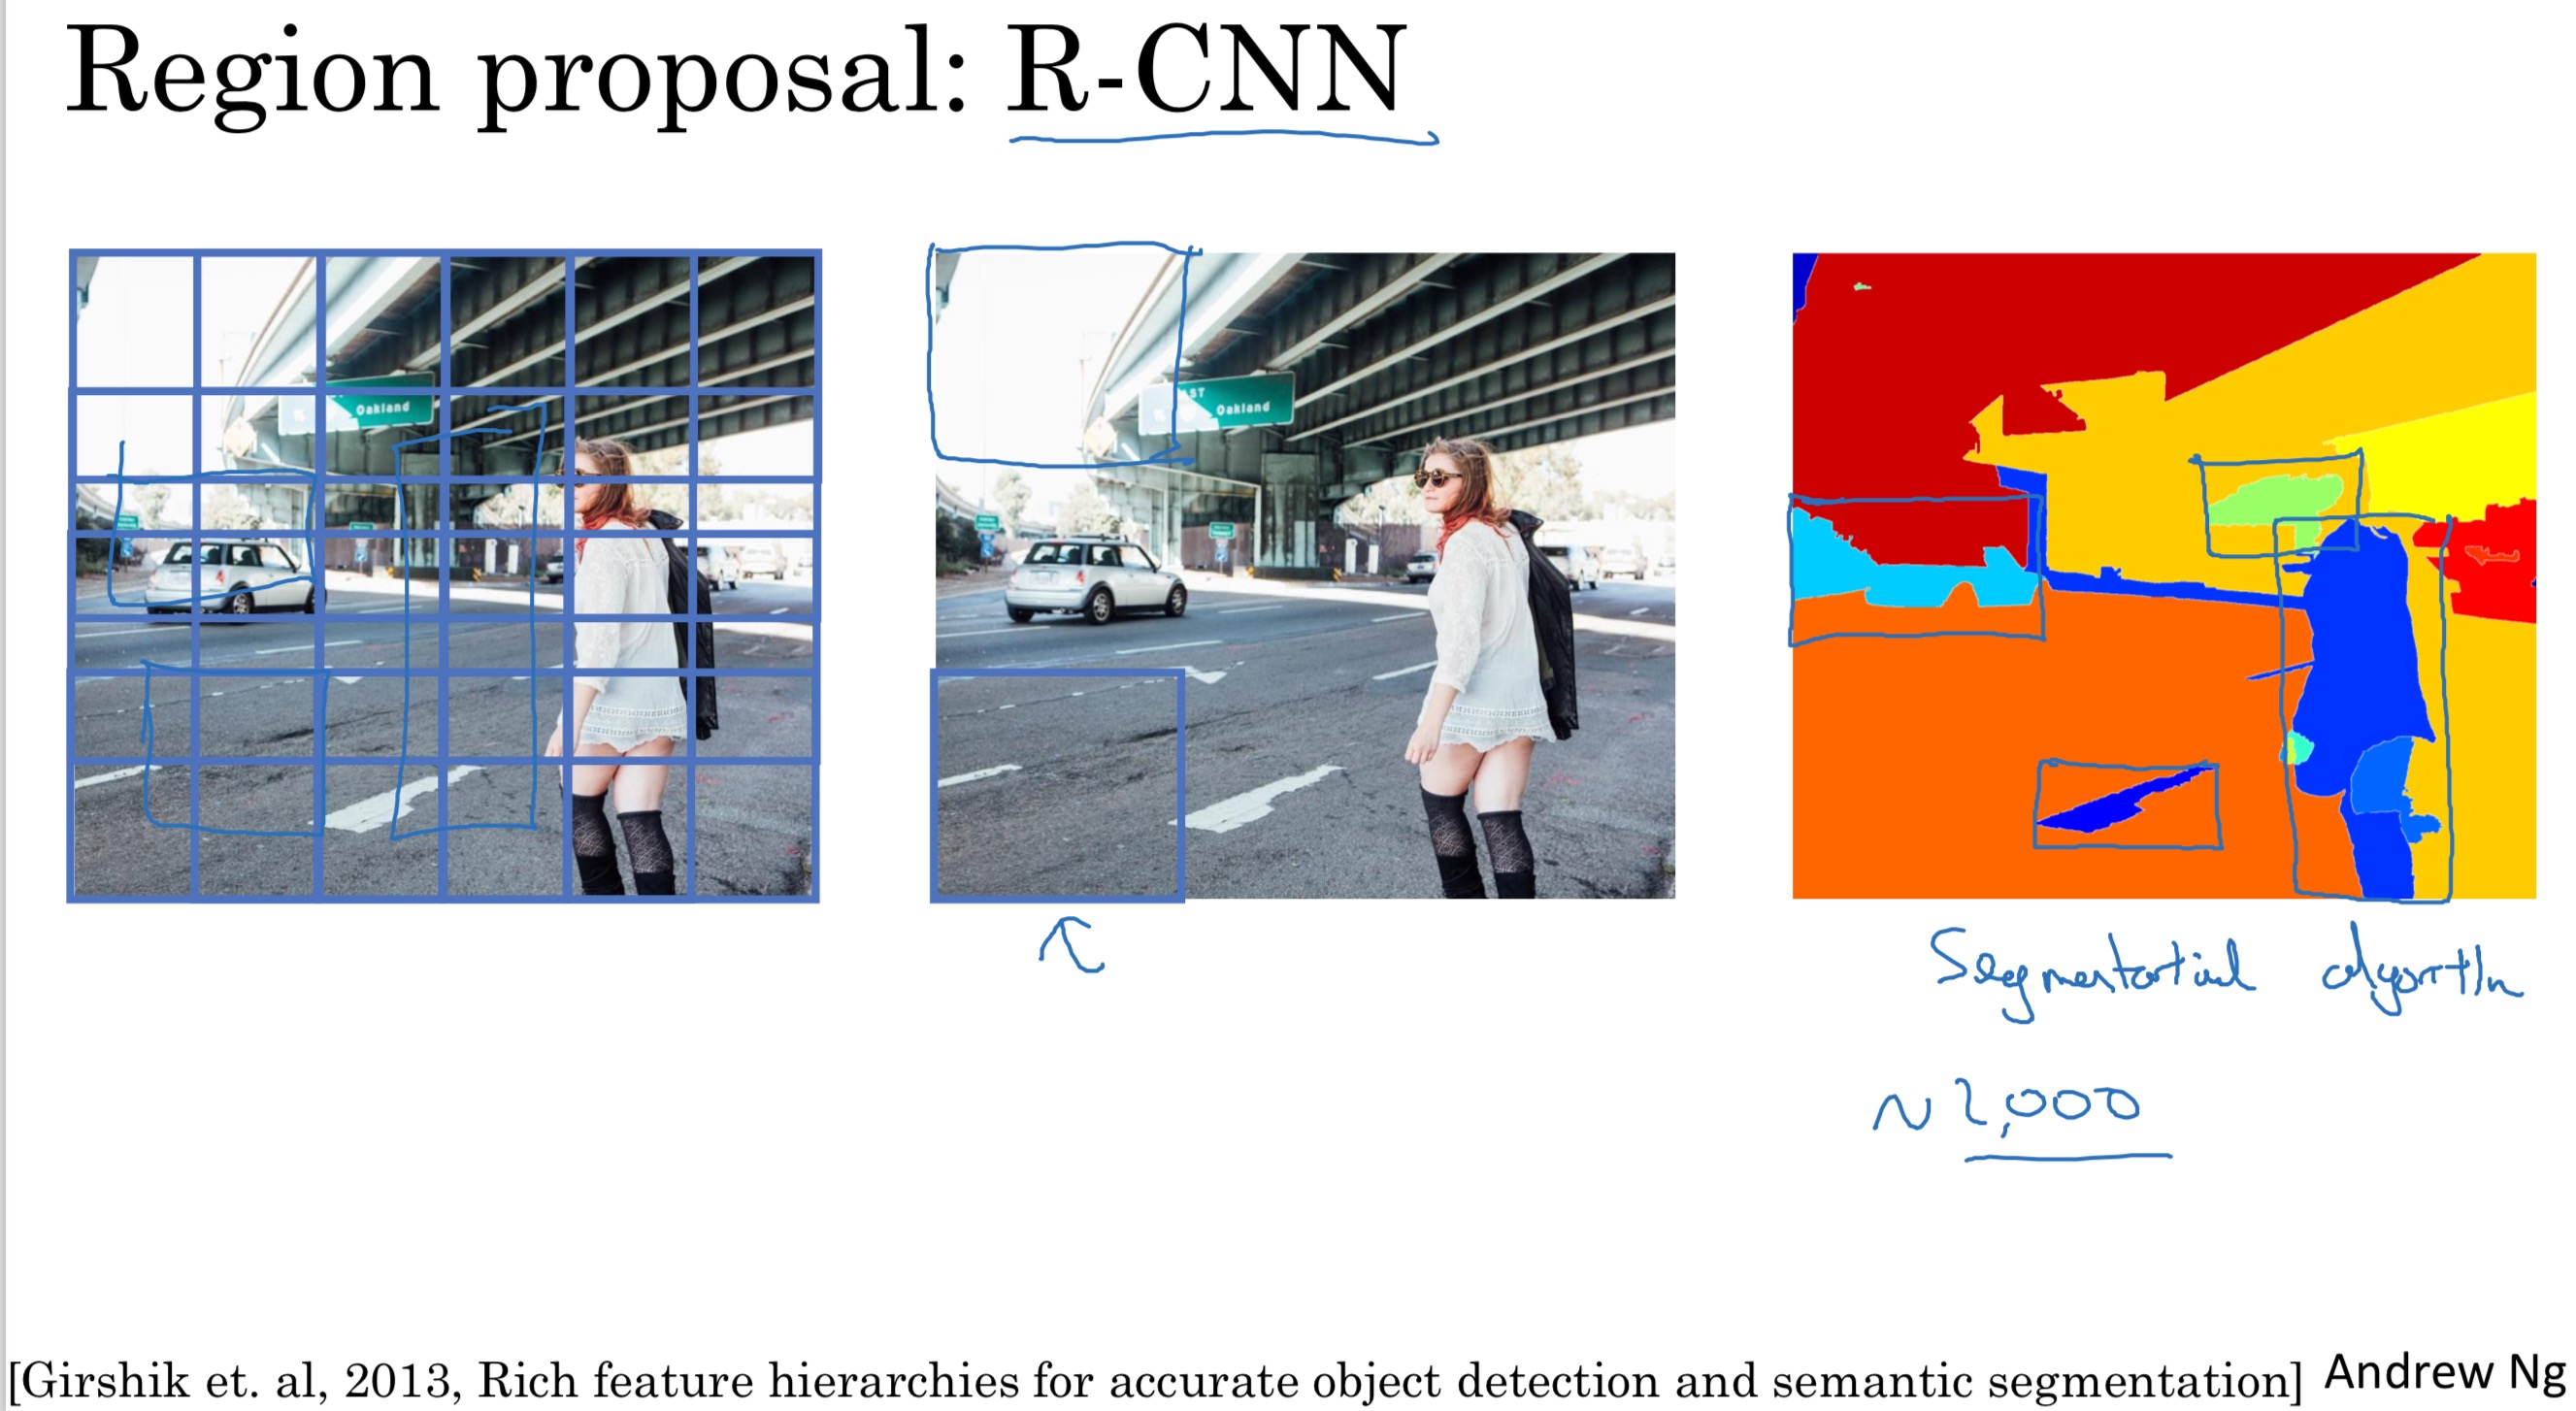 Region proposal: R-CNN
Oakland
ST
Oakland
Segmentation algorithm
~2,000
[Girshik et. al, 2013, Rich feature hierarchies for accurate object detection and semantic segmentation] Andrew Ng